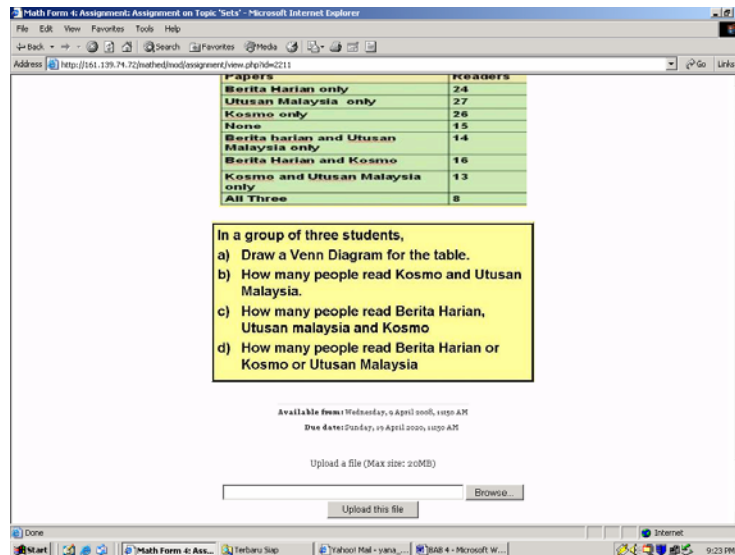 Math Form 4: Assignment: Assignment on Topic 'Sets' - Microsoft Internet Explorer
File Edit View Favorites Tools Help
Back Search Favorites Media
Address http://161.139.74.72/mathed/mod/assignment/view.php?id=2211 Go Links
Papers Readers
Berita Harian only 24
Utusan Malaysia only 27
Kosmo only 26
None 15
Berita harian and Utusan
Malaysia only 14
Berita Harian and Kosmo 16
Kosmo and Utusan Malaysia
only 13
All Three 8
In a group of three students,
a) Draw a Venn Diagram for the table.
b) How many people read Kosmo and Utusan
Malaysia.
c) How many people read Berita Harian,
Utusan malaysia and Kosmo
d) How many people read Berita Harian or
Kosmo or Utusan Malaysia
Available from: Wednesday, 9 April 2008, 11:50 AM
Due date: Sunday, 19 April 2020, 11:50 AM
Upload a file (Max size: 20MB)
Browse...
Upload this file
Done Internet
Start Math Form 4: Ass... Terbaru Siap Yahoo! Mail - yana_... BAB 4 - Microsoft W... 9:23 PM